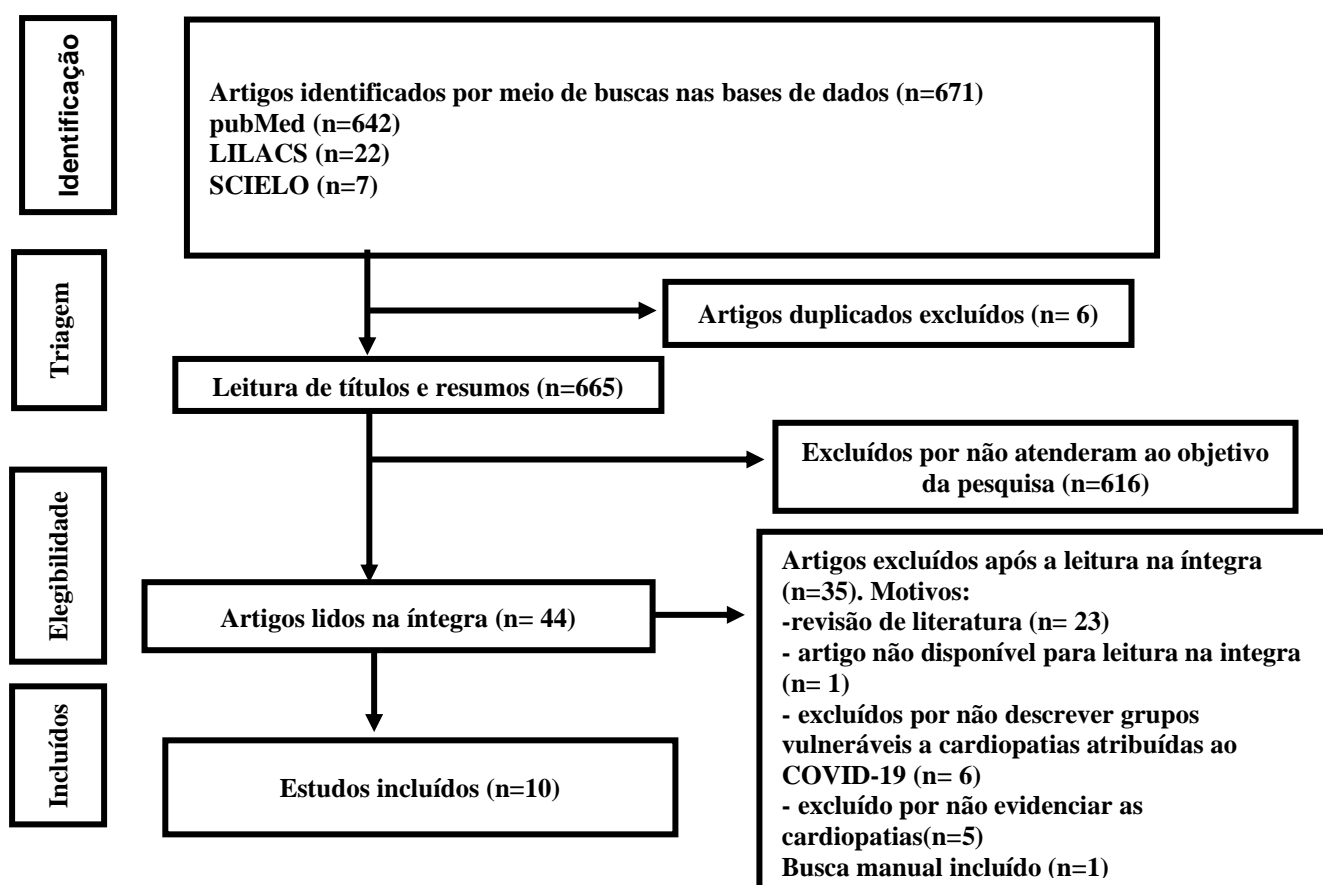 Identificação
Artigos identificados por meio de buscas nas bases de dados (n=671)
pubMed (n=642)
LILACS (n=22)
SCIELO (n=7)
Triagem
Artigos duplicados excluídos (n= 6)
Leitura de títulos e resumos (n=665)
Excluídos por não atenderam ao objetivo
da pesquisa (n=616)
Elegibilidade
Artigos lidos na íntegra (n= 44)
Artigos excluídos após a leitura na íntegra
(n=35). Motivos:
-revisão de literatura (n= 23)
- artigo não disponível para leitura na integra
(n= 1)
- excluídos por não descrever grupos
vulneráveis a cardiopatias atribuídas ao
COVID-19 (n= 6)
- excluído por não evidenciar as
cardiopatias(n=5)
Busca manual incluído (n=1)
Incluídos
Estudos incluídos (n=10)